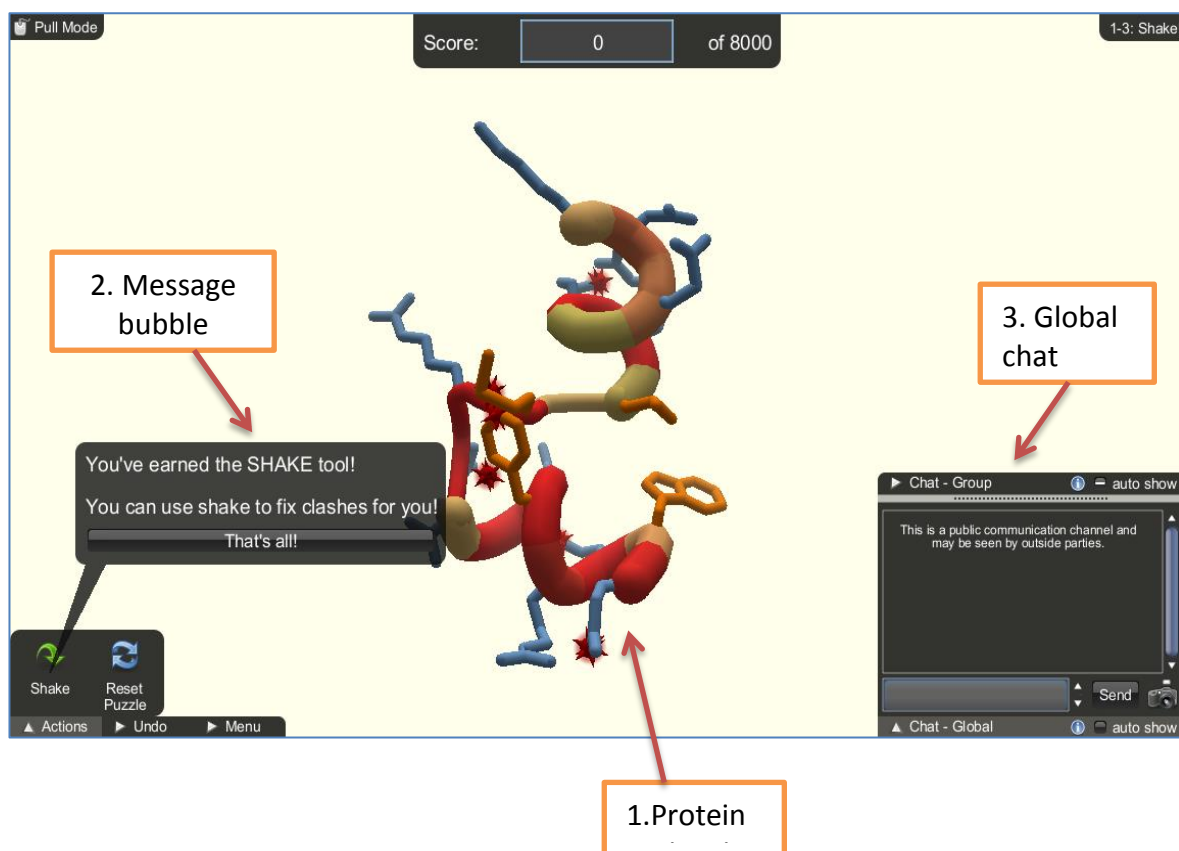 Pull Mode
Score: 0 of 8000
1-3: Shake
2. Message
bubble
3. Global
chat
You've earned the SHAKE tool!
You can use shake to fix clashes for you!
That's all!
Chat - Group auto show
This is a public communication channel and
may be seen by outside parties.
Send
Chat - Global auto show
Shake
Reset
Puzzle
Actions Undo Menu
1.Protein